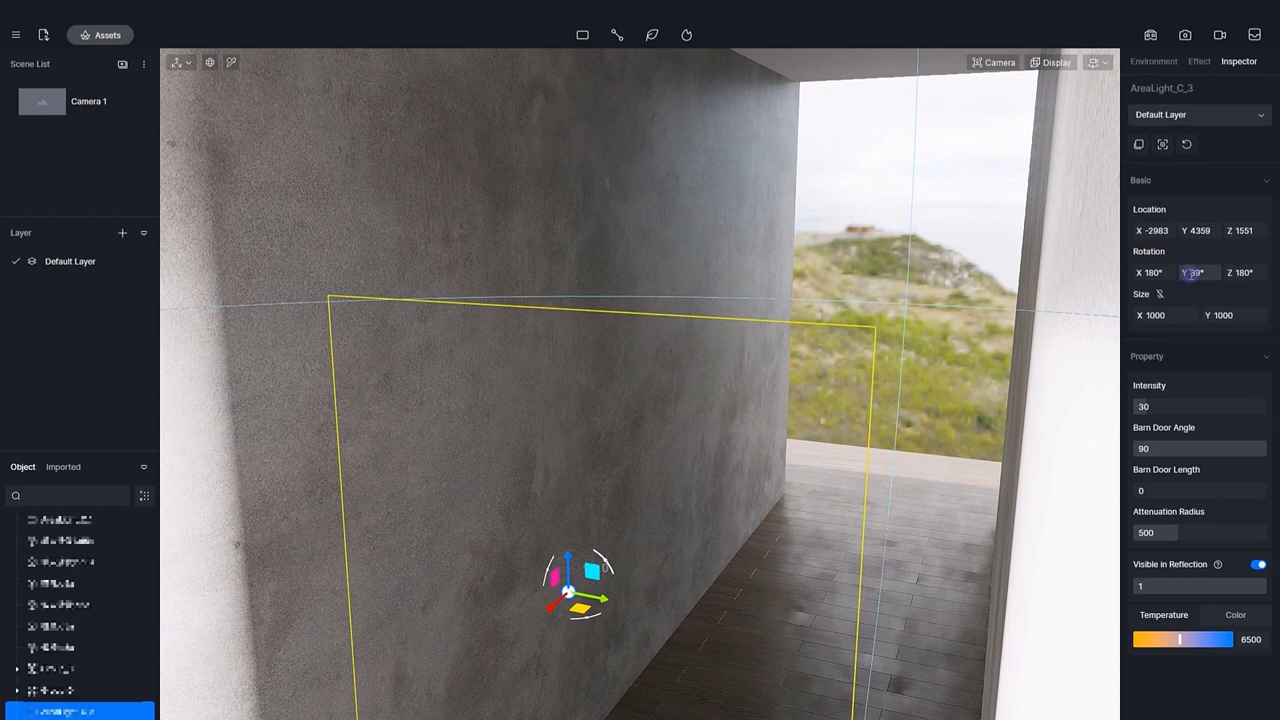 Assets
Scene List
Camera 1
Layer
Default Layer
Object Imported
Camera Display
Environment Effect Inspector
AreaLight_C_3
Default Layer
Basic
Location
X -2983 Y 4359 Z 1551
Rotation
X 180° Y 89° Z 180°
Size
X 1000 Y 1000
Property
Intensity
30
Barn Door Angle
90
Barn Door Length
0
Attenuation Radius
500
Visible in Reflection
1
Temperature Color
6500